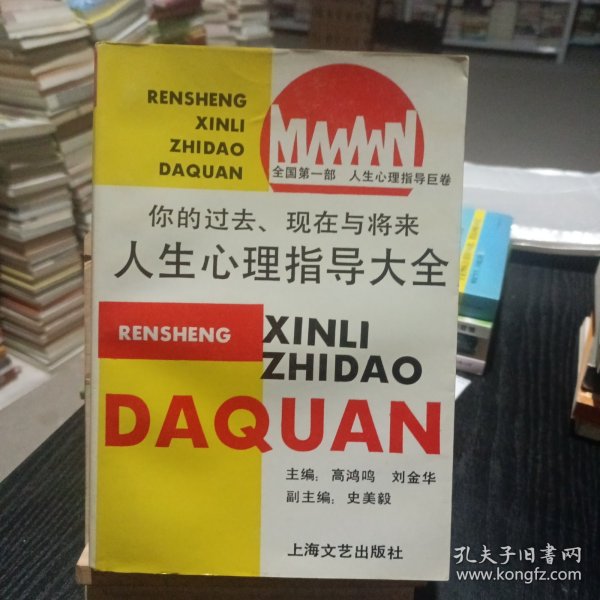 RENSHENG
XINLI
ZHIDAO
DAQUAN
全国第一部 人生心理指导巨卷
你的过去、现在与将来
人生心理指导大全
RENSHENG
XINLI
ZHIDAO
DAQUAN
主编：高鸿鸣 刘金华
副主编：史美毅
上海文艺出版社
孔夫子旧书网
www.kongfz.com